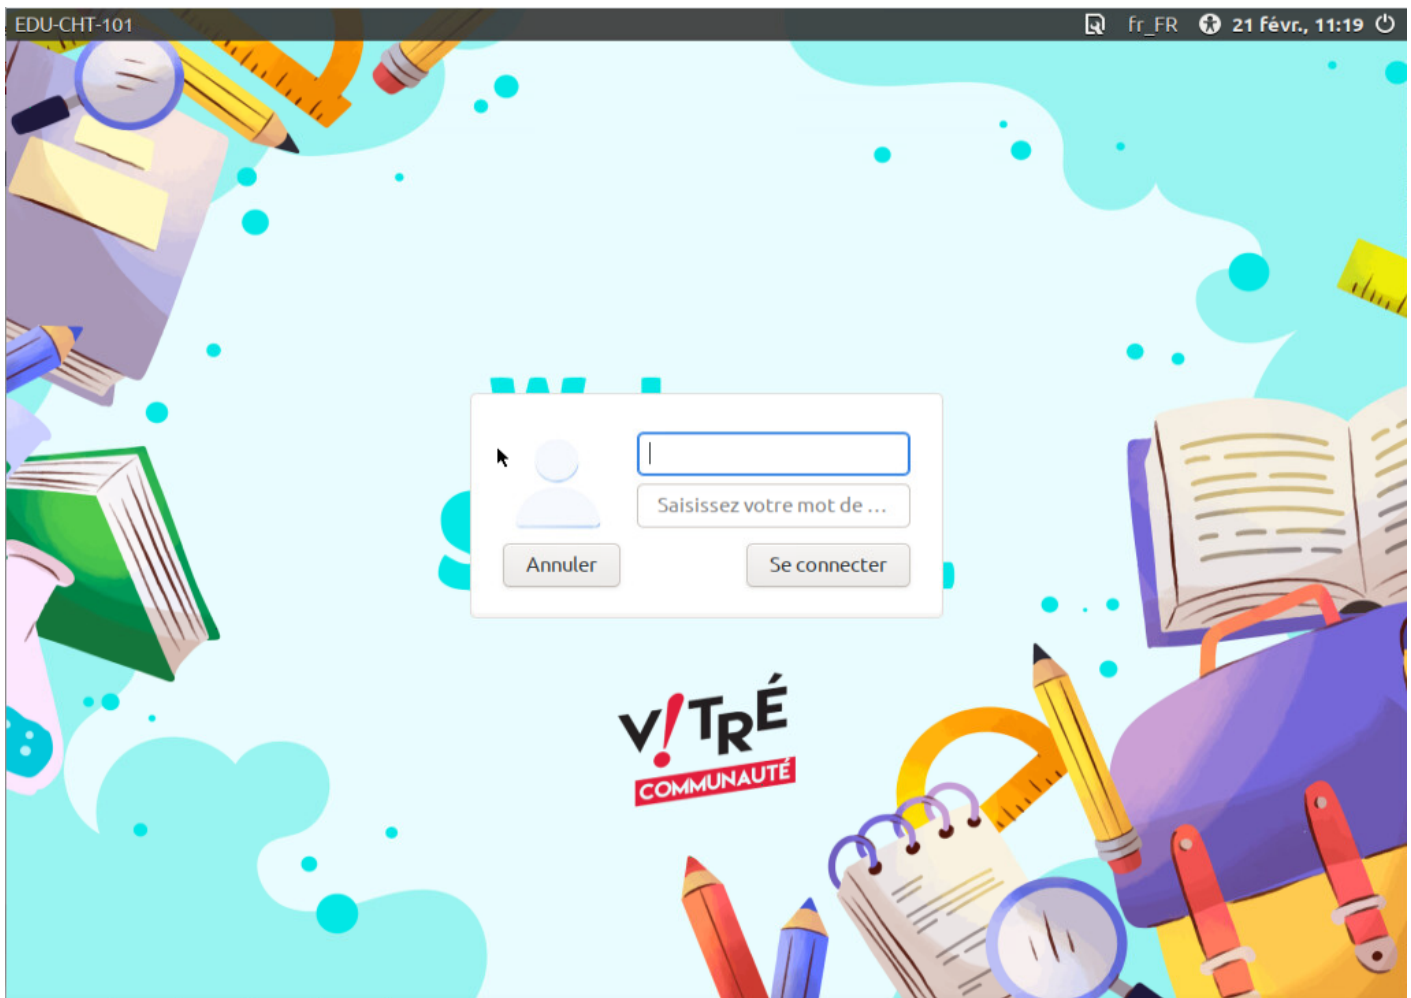 EDU-CHT-101
fr_FR 21 févr., 11:19
Saisissez votre mot de ...
Annuler
Se connecter
V!TRÉ
COMMUNAUTÉ